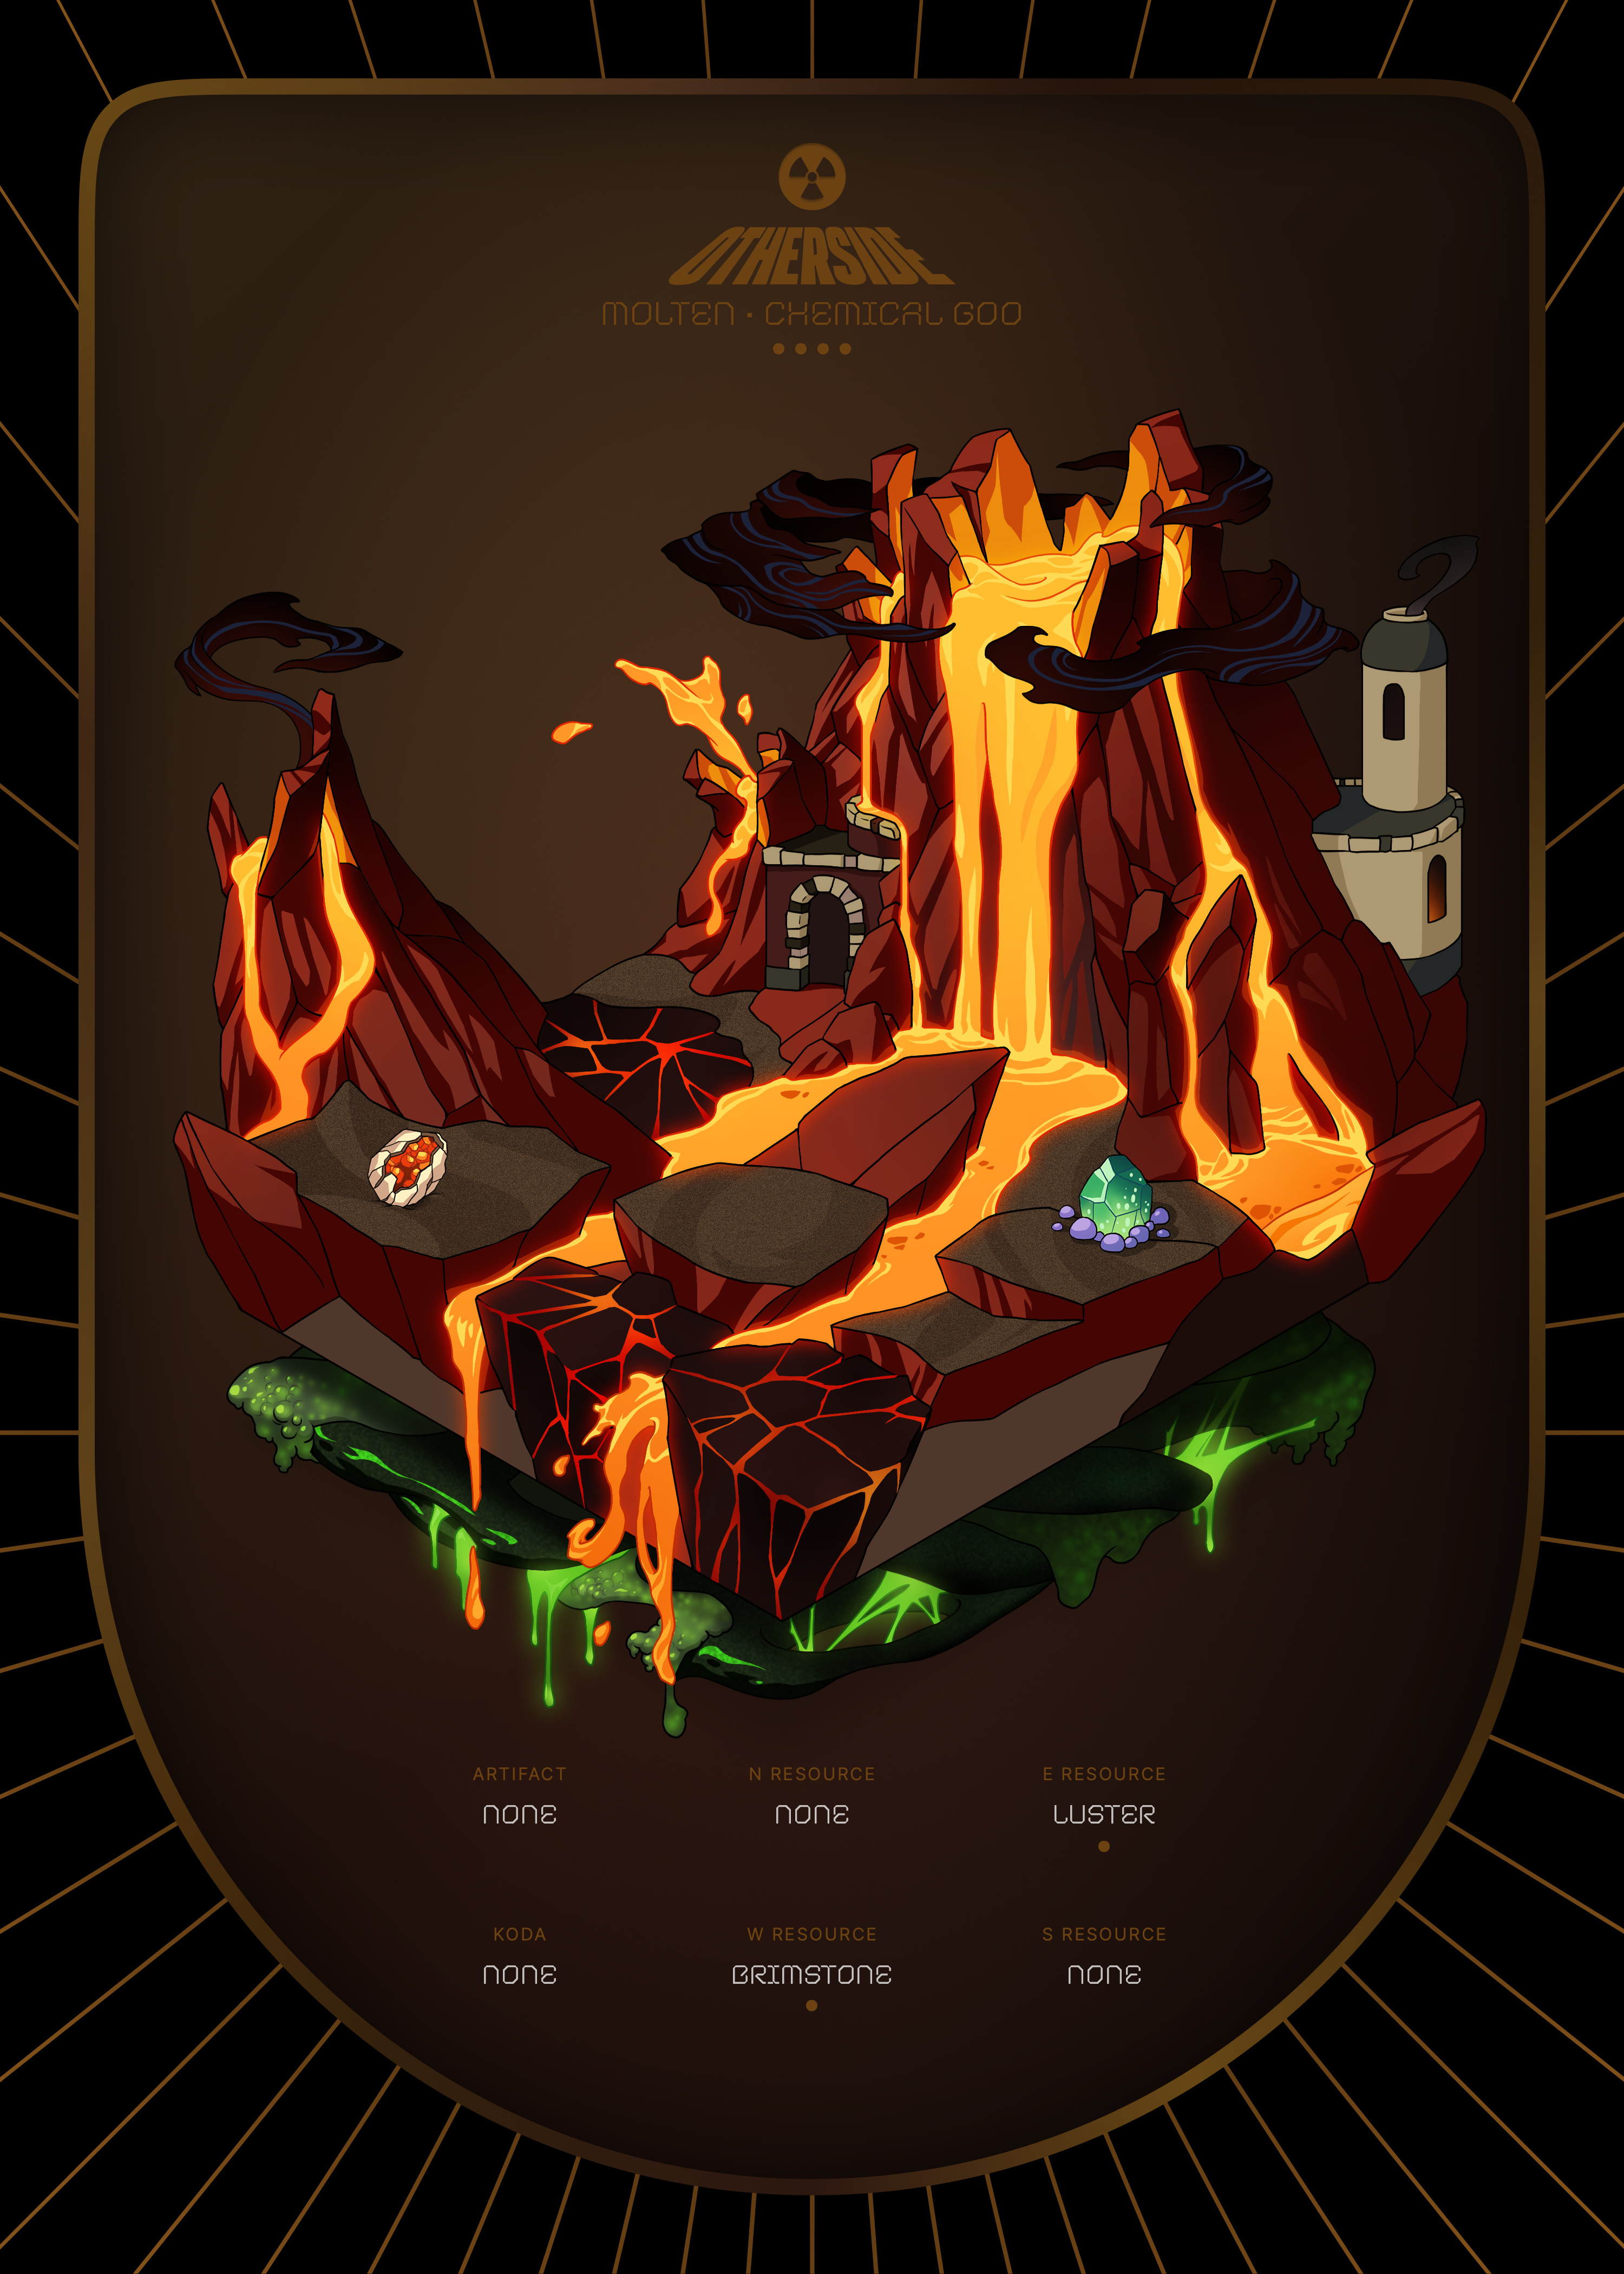 OTHERSIDE
MOLTEN · CHEMICAL GOO
ARTIFACT
NONE
N RESOURCE
NONE
E RESOURCE
LUSTER
KODA
NONE
W RESOURCE
BRIMSTONE
S RESOURCE
NONE